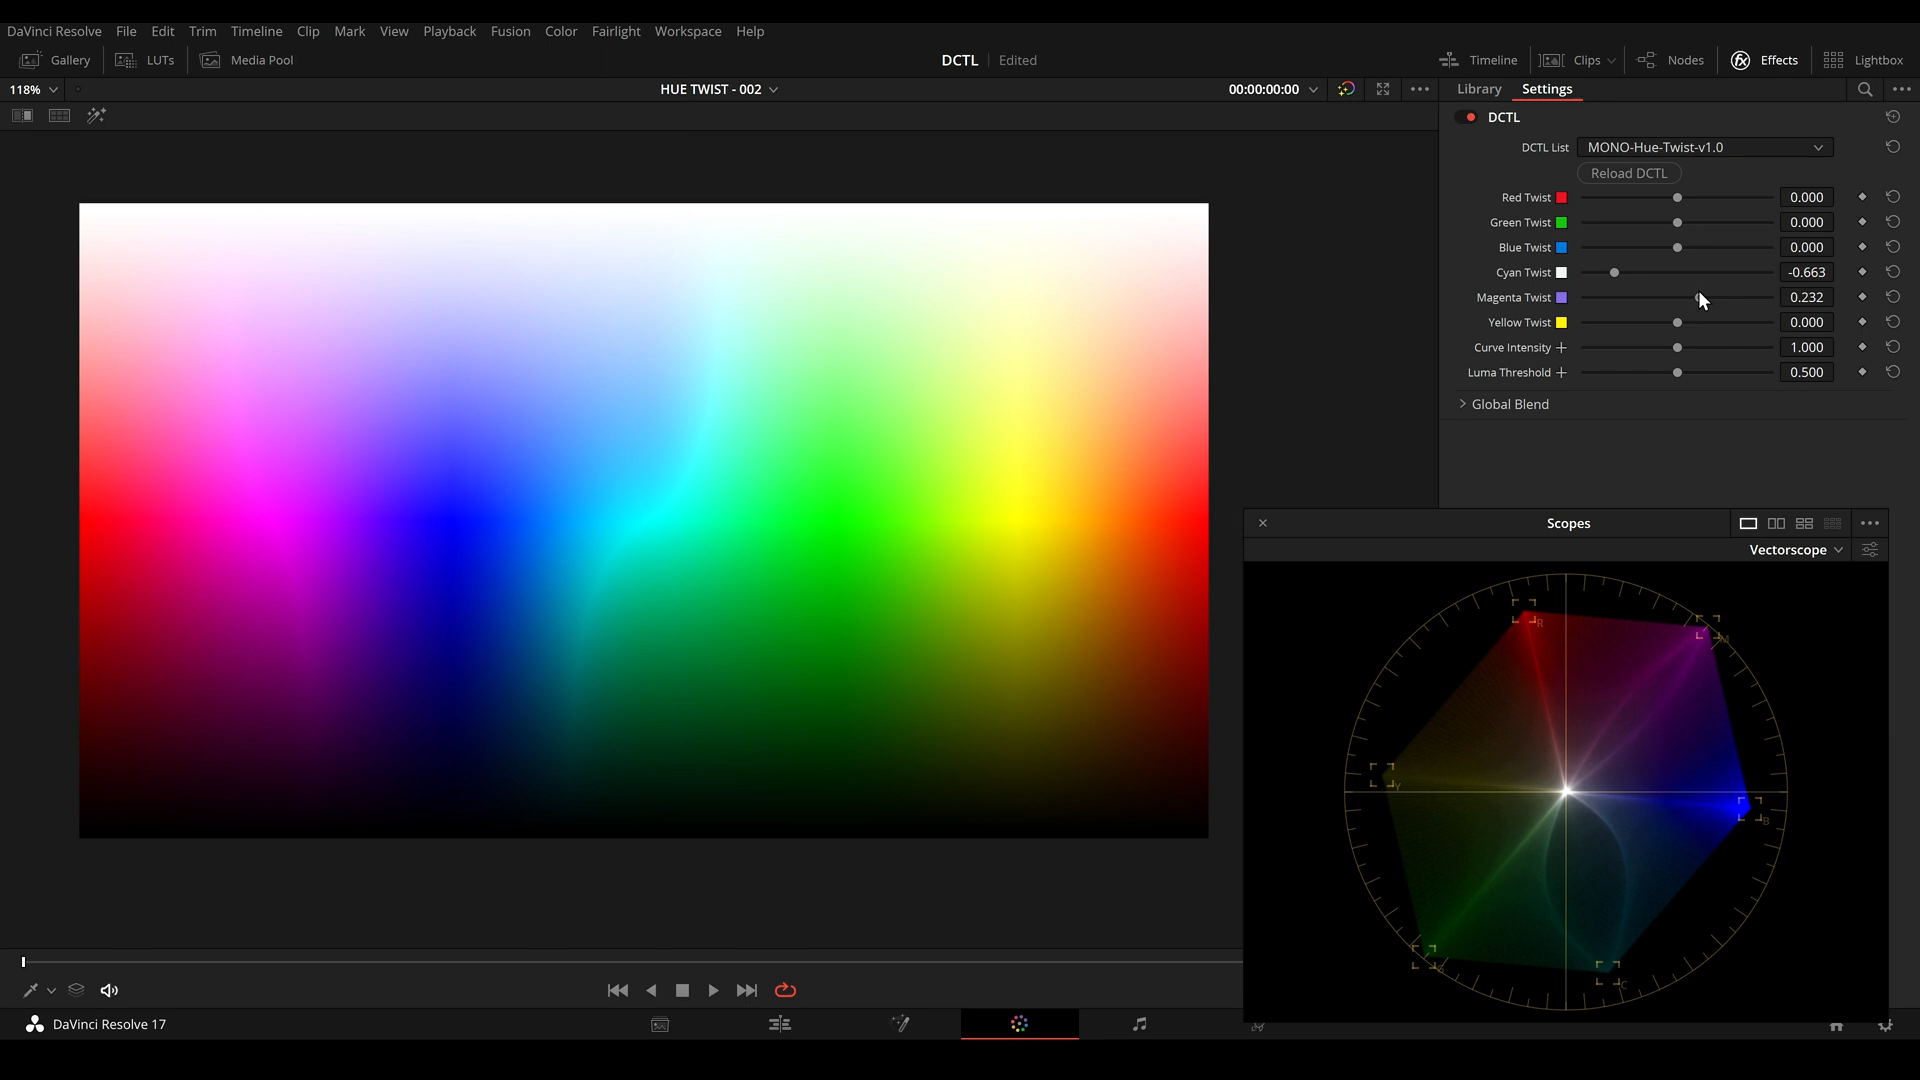 DaVinci Resolve File Edit Trim Timeline Clip Mark View Playback Fusion Color Fairlight Workspace Help
Gallery LUTs Media Pool DCTL Edited Timeline Clips Nodes Effects Lightbox
118% HUE TWIST - 002 00:00:00:00 Library Settings
DCTL
DCTL List MONO-Hue-Twist-v1.0
Reload DCTL
Red Twist 0.000
Green Twist 0.000
Blue Twist 0.000
Cyan Twist -0.663
Magenta Twist 0.232
Yellow Twist 0.000
Curve Intensity 1.000
Luma Threshold 0.500
Global Blend
Scopes
Vectorscope
R
M
Y
B
G
C
DaVinci Resolve 17